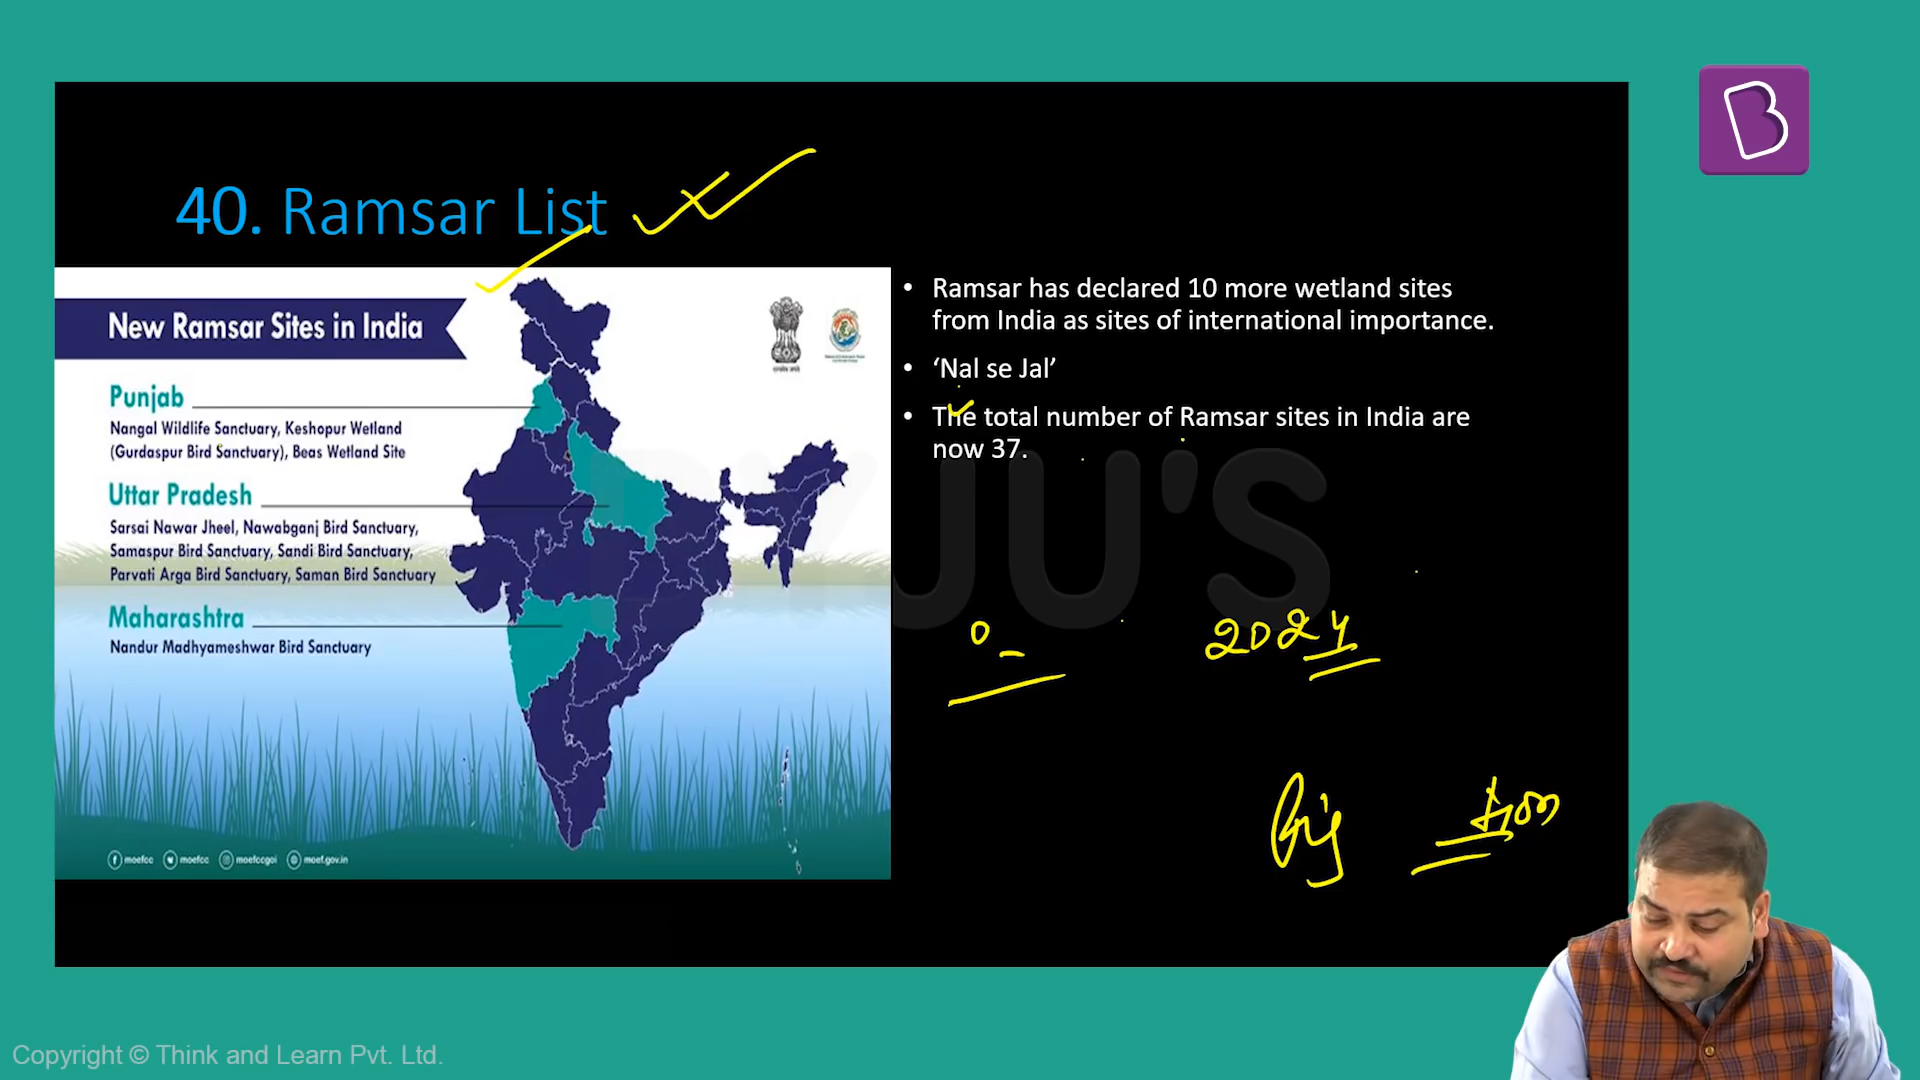 40. Ramsar List
New Ramsar Sites in India
Punjab
Nangal Wildlife Sanctuary, Keshopur Wetland
(Gurdaspur Bird Sanctuary), Beas Wetland Site
Uttar Pradesh
Sarsai Nawar Jheel, Nawabganj Bird Sanctuary,
Samaspur Bird Sanctuary, Sandi Bird Sanctuary,
Parvati Arga Bird Sanctuary, Saman Bird Sanctuary
Maharashtra
Nandur Madhyameshwar Bird Sanctuary
moefcc moefcc moefccgoi moef.gov.in
• Ramsar has declared 10 more wetland sites
from India as sites of international importance.
• ‘Nal se Jal’
• The total number of Ramsar sites in India are
now 37.
BYJU'S
2024
B
Copyright © Think and Learn Pvt. Ltd.